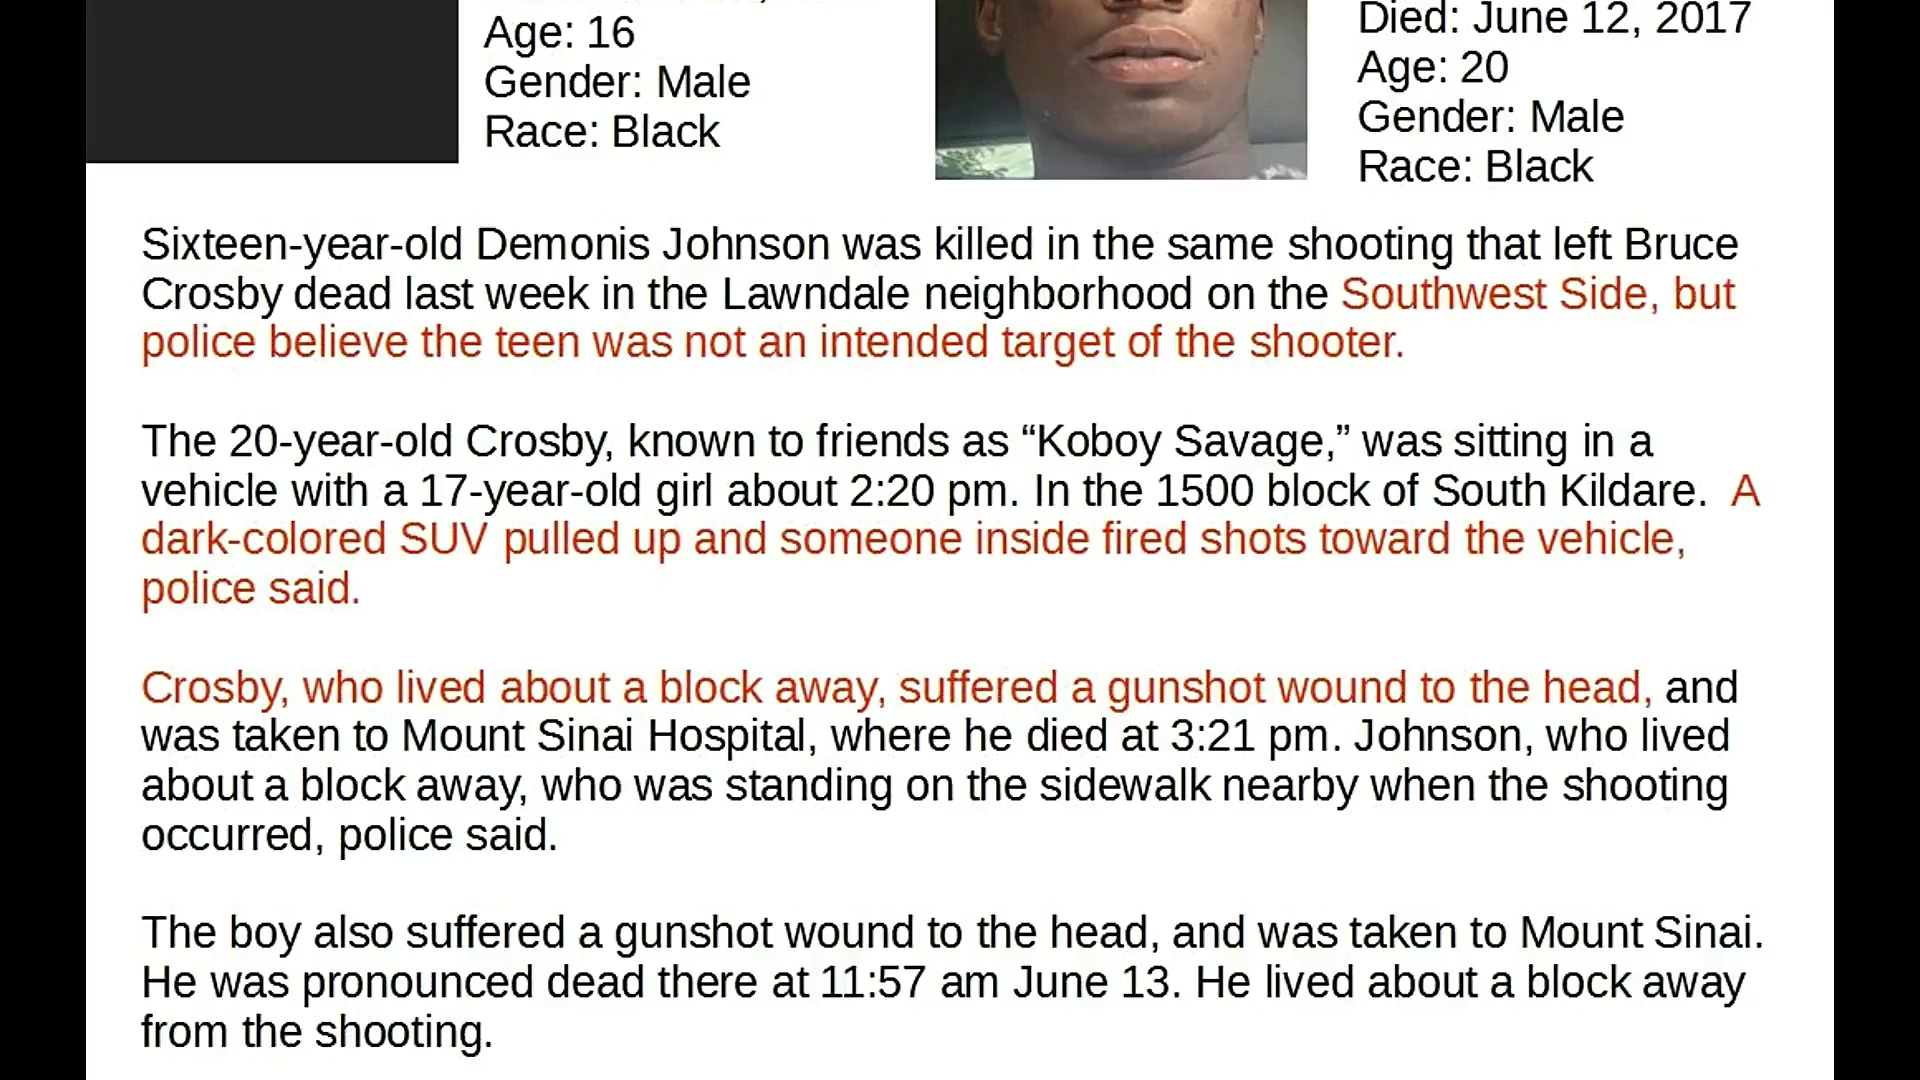 Age: 16
Gender: Male
Race: Black
Died: June 12, 2017
Age: 20
Gender: Male
Race: Black
Sixteen-year-old Demonis Johnson was killed in the same shooting that left Bruce
Crosby dead last week in the Lawndale neighborhood on the Southwest Side, but
police believe the teen was not an intended target of the shooter.
The 20-year-old Crosby, known to friends as “Koboy Savage,” was sitting in a
vehicle with a 17-year-old girl about 2:20 pm. In the 1500 block of South Kildare. A
dark-colored SUV pulled up and someone inside fired shots toward the vehicle,
police said.
Crosby, who lived about a block away, suffered a gunshot wound to the head, and
was taken to Mount Sinai Hospital, where he died at 3:21 pm. Johnson, who lived
about a block away, who was standing on the sidewalk nearby when the shooting
occurred, police said.
The boy also suffered a gunshot wound to the head, and was taken to Mount Sinai.
He was pronounced dead there at 11:57 am June 13. He lived about a block away
from the shooting.